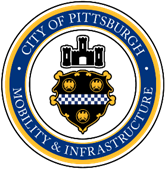 CITY OF PITTSBURGH
MOBILITY & INFRASTRUCTURE